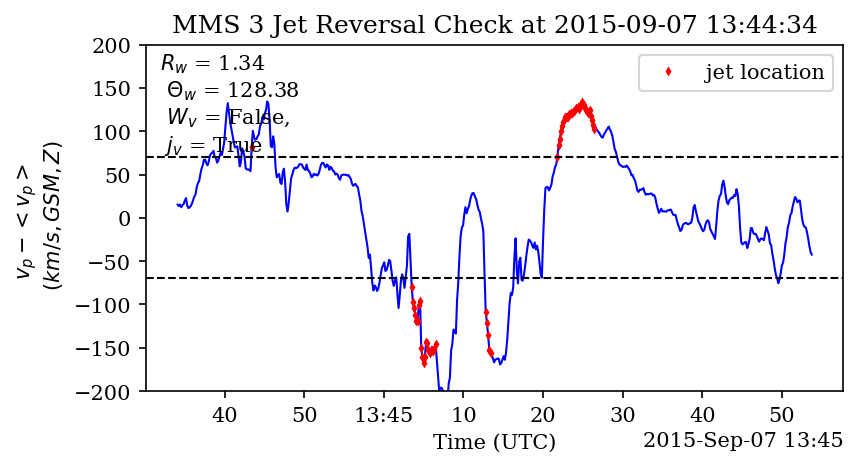 MMS 3 Jet Reversal Check at 2015-09-07 13:44:34
200
150
100
50
0
−50
−100
−150
−200
v_p − <v_p>
(km/s, GSM, Z)
R_w = 1.34
Θ_w = 128.38
W_v = False,
j_v = True
jet location
40
50
13:45
10
20
30
40
50
Time (UTC)
2015-Sep-07 13:45